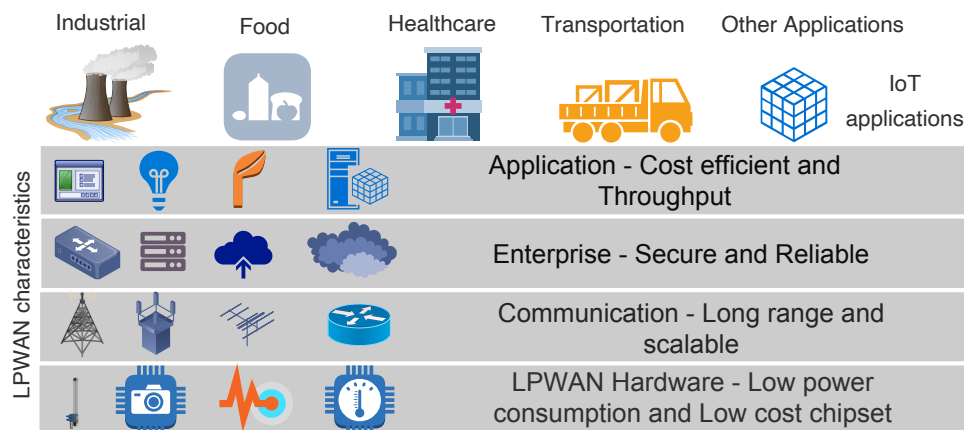 Industrial
Food
Healthcare
Transportation
Other Applications
IoT
applications
LPWAN characteristics
Application - Cost efficient and
Throughput
Enterprise - Secure and Reliable
Communication - Long range and
scalable
LPWAN Hardware - Low power
consumption and Low cost chipset